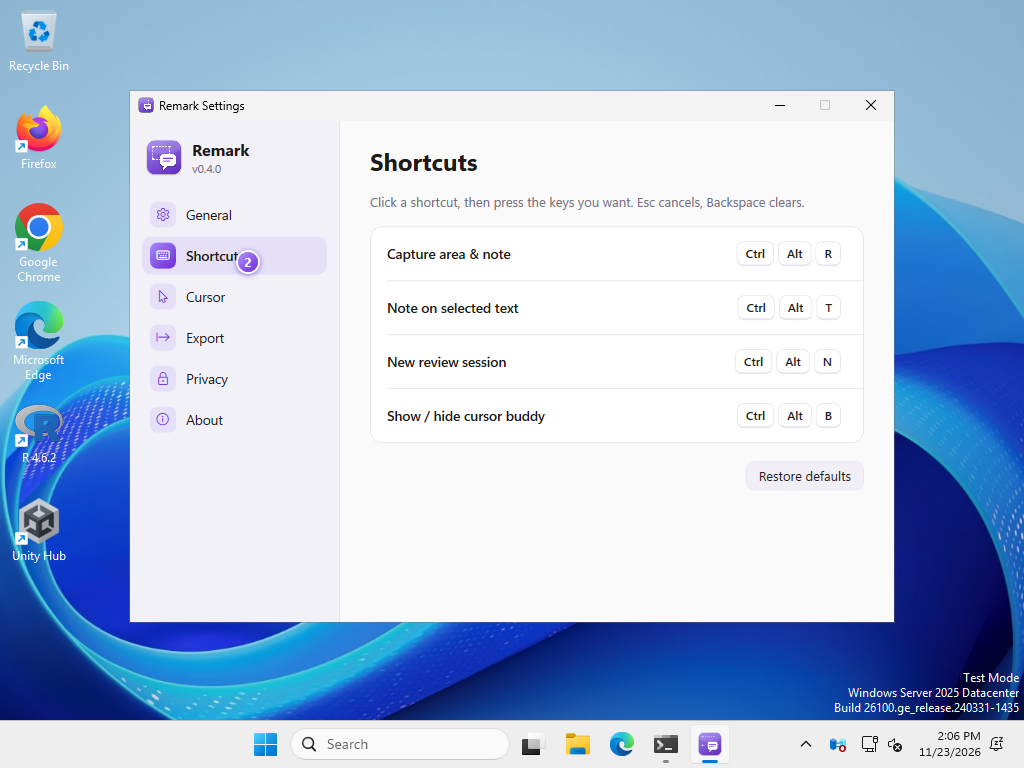 Recycle Bin
Firefox
Google
Chrome
Microsoft
Edge
R 4.6.2
Unity Hub
Remark Settings
Remark
v0.4.0
General
Shortcut
2
Cursor
Export
Privacy
About
Shortcuts
Click a shortcut, then press the keys you want. Esc cancels, Backspace clears.
Capture area & note Ctrl Alt R
Note on selected text Ctrl Alt T
New review session Ctrl Alt N
Show / hide cursor buddy Ctrl Alt B
Restore defaults
Test Mode
Windows Server 2025 Datacenter
Build 26100.ge_release.240331-1435
Search
2:06 PM
11/23/2026